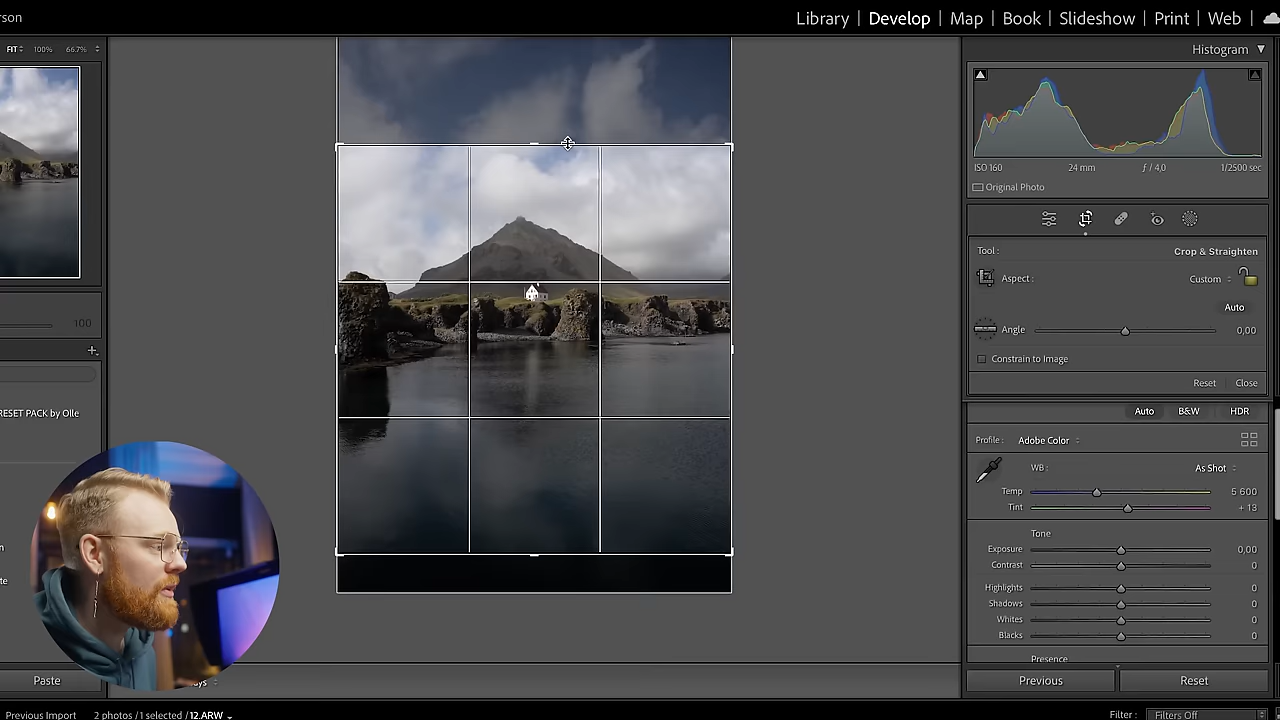 rson
Library | Develop | Map | Book | Slideshow | Print | Web |
FIT 100% 66.7%
Histogram
ISO 160 24 mm ƒ / 4,0 1/2500 sec
Original Photo
Tool : Crop & Straighten
Aspect : Custom
Auto
Angle 0,00
Constrain to Image
Reset Close
100
RESET PACK by Olle
Auto B&W HDR
Profile : Adobe Color
WB : As Shot
Temp 5 600
Tint + 13
Tone
Exposure 0,00
Contrast 0
Highlights 0
Shadows 0
Whites 0
Blacks 0
Presence
Paste
Previous Reset
Previous Import 2 photos / 1 selected / 12.ARW
Filter : Filters Off